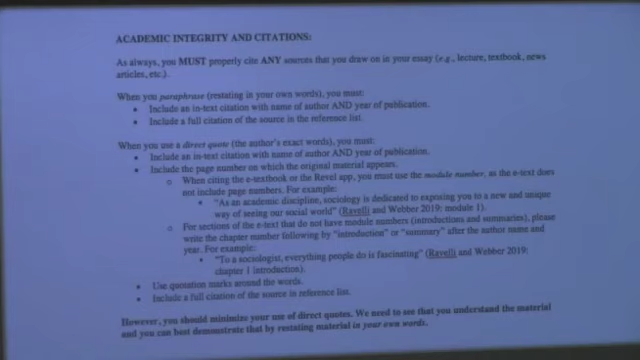 ACADEMIC INTEGRITY AND CITATIONS:
As always, you MUST properly cite ANY sources that you draw on in your essay (e.g., lecture, textbook, news
articles, etc.).
When you paraphrase (restating in your own words), you must:
• Include an in-text citation with name of author AND year of publication.
• Include a full citation of the source in the reference list.
When you use a direct quote (the author's exact words), you must:
• Include an in-text citation with name of author AND year of publication.
• Include the page number on which the original material appears.
o When citing the e-textbook or the Revel app, you must use the module number, as the e-text does
not include page numbers. For example:
• "As an academic discipline, sociology is dedicated to exposing you to a new and unique
way of seeing our social world" (Ravelli and Webber 2019: module 1).
o For sections of the e-text that do not have module numbers (introductions and summaries), please
write the chapter number following by "introduction" or "summary" after the author name and
year. For example:
• "To a sociologist, everything people do is fascinating" (Ravelli and Webber 2019:
chapter 1 introduction).
• Use quotation marks around the words.
• Include a full citation of the source in reference list.
However, you should minimize your use of direct quotes. We need to see that you understand the material
and you can best demonstrate that by restating material in your own words.